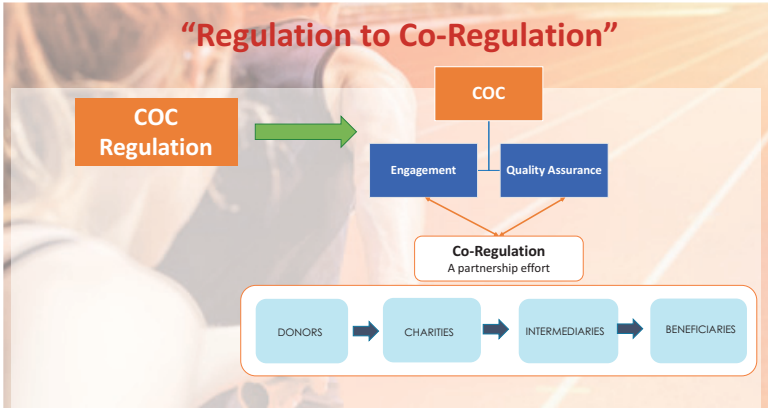 “Regulation to Co-Regulation”
COC
Regulation
COC
Engagement
Quality Assurance
Co-Regulation
A partnership effort
DONORS
CHARITIES
INTERMEDIARIES
BENEFICIARIES